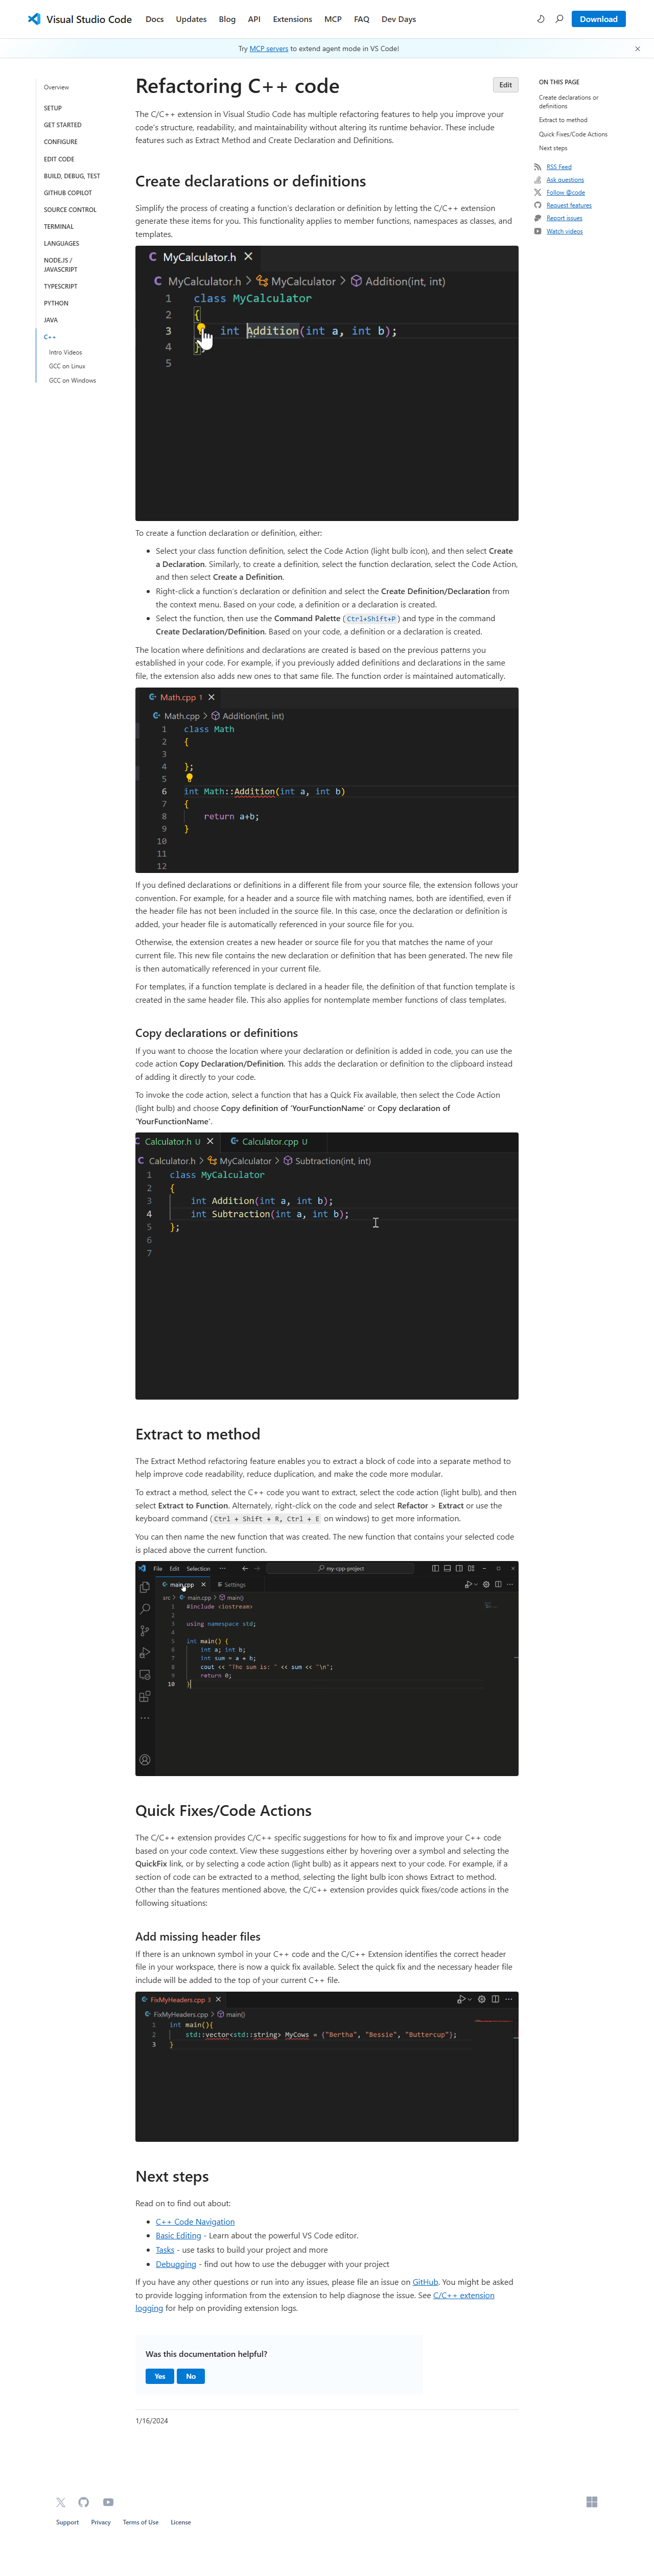 Visual Studio Code Docs Updates Blog API Extensions MCP FAQ Dev Days Download
Try MCP servers to extend agent mode in VS Code!
Overview
SETUP
GET STARTED
CONFIGURE
EDIT CODE
BUILD, DEBUG, TEST
GITHUB COPILOT
SOURCE CONTROL
TERMINAL
LANGUAGES
NODE.JS /
JAVASCRIPT
TYPESCRIPT
PYTHON
JAVA
C++
Intro Videos
GCC on Linux
GCC on Windows
Refactoring C++ code
Edit
The C/C++ extension in Visual Studio Code has multiple refactoring features to help you improve your
code's structure, readability, and maintainability without altering its runtime behavior. These include
features such as Extract Method and Create Declaration and Definitions.
Create declarations or definitions
Simplify the process of creating a function's declaration or definition by letting the C/C++ extension
generate these items for you. This functionality applies to member functions, namespaces as classes, and
templates.
MyCalculator.h
MyCalculator.h > MyCalculator > Addition(int, int)
1 class MyCalculator
2 {
3 int Addition(int a, int b);
4 };
5
To create a function declaration or definition, either:
• Select your class function definition, select the Code Action (light bulb icon), and then select Create
a Declaration. Similarly, to create a definition, select the function declaration, select the Code Action,
and then select Create a Definition.
• Right-click a function's declaration or definition and select the Create Definition/Declaration from
the context menu. Based on your code, a definition or a declaration is created.
• Select the function, then use the Command Palette (Ctrl+Shift+P) and type in the command
Create Declaration/Definition. Based on your code, a definition or a declaration is created.
The location where definitions and declarations are created is based on the previous patterns you
established in your code. For example, if you previously added definitions and declarations in the same
file, the extension also adds new ones to that same file. The function order is maintained automatically.
Math.cpp 1
Math.cpp > Addition(int, int)
1 class Math
2 {
3
4 };
5
6 int Math::Addition(int a, int b)
7 {
8 return a+b;
9 }
10
11
12
If you defined declarations or definitions in a different file from your source file, the extension follows your
convention. For example, for a header and a source file with matching names, both are identified, even if
the header file has not been included in the source file. In this case, once the declaration or definition is
added, your header file is automatically referenced in your source file for you.
Otherwise, the extension creates a new header or source file for you that matches the name of your
current file. This new file contains the new declaration or definition that has been generated. The new file
is then automatically referenced in your current file.
For templates, if a function template is declared in a header file, the definition of that function template is
created in the same header file. This also applies for nontemplate member functions of class templates.
Copy declarations or definitions
If you want to choose the location where your declaration or definition is added in code, you can use the
code action Copy Declaration/Definition. This adds the declaration or definition to the clipboard instead
of adding it directly to your code.
To invoke the code action, select a function that has a Quick Fix available, then select the Code Action
(light bulb) and choose Copy definition of 'YourFunctionName' or Copy declaration of
'YourFunctionName'.
Calculator.h U Calculator.cpp U
Calculator.h > MyCalculator > Subtraction(int, int)
1 class MyCalculator
2 {
3 int Addition(int a, int b);
4 int Subtraction(int a, int b);
5 };
6
7
Extract to method
The Extract Method refactoring feature enables you to extract a block of code into a separate method to
help improve code readability, reduce duplication, and make the code more modular.
To extract a method, select the C++ code you want to extract, select the code action (light bulb), and then
select Extract to Function. Alternately, right-click on the code and select Refactor > Extract or use the
keyboard command (Ctrl + Shift + R, Ctrl + E on windows) to get more information.
You can then name the new function that was created. The new function that contains your selected code
is placed above the current function.
File Edit Selection ··· my-cpp-project
main.cpp Settings
src > main.cpp > main()
1 #include <iostream>
2
3 using namespace std;
4
5 int main() {
6 int a; int b;
7 int sum = a + b;
8 cout << "The sum is: " << sum << "\n";
9 return 0;
10 }
Quick Fixes/Code Actions
The C/C++ extension provides C/C++ specific suggestions for how to fix and improve your C++ code
based on your code context. View these suggestions either by hovering over a symbol and selecting the
QuickFix link, or by selecting a code action (light bulb) as it appears next to your code. For example, if a
section of code can be extracted to a method, selecting the light bulb icon shows Extract to method.
Other than the features mentioned above, the C/C++ extension provides quick fixes/code actions in the
following situations:
Add missing header files
If there is an unknown symbol in your C++ code and the C/C++ Extension identifies the correct header
file in your workspace, there is now a quick fix available. Select the quick fix and the necessary header file
include will be added to the top of your current C++ file.
FixMyHeaders.cpp 3
FixMyHeaders.cpp > main()
1 int main(){
2 std::vector<std::string> MyCows = {"Bertha", "Bessie", "Buttercup"};
3 }
Next steps
Read on to find out about:
• C++ Code Navigation
• Basic Editing - Learn about the powerful VS Code editor.
• Tasks - use tasks to build your project and more
• Debugging - find out how to use the debugger with your project
If you have any other questions or run into any issues, please file an issue on GitHub. You might be asked
to provide logging information from the extension to help diagnose the issue. See C/C++ extension
logging for help on providing extension logs.
Was this documentation helpful?
Yes No
1/16/2024
ON THIS PAGE
Create declarations or
definitions
Extract to method
Quick Fixes/Code Actions
Next steps
RSS Feed
Ask questions
Follow @code
Request features
Report issues
Watch videos
Support Privacy Terms of Use License